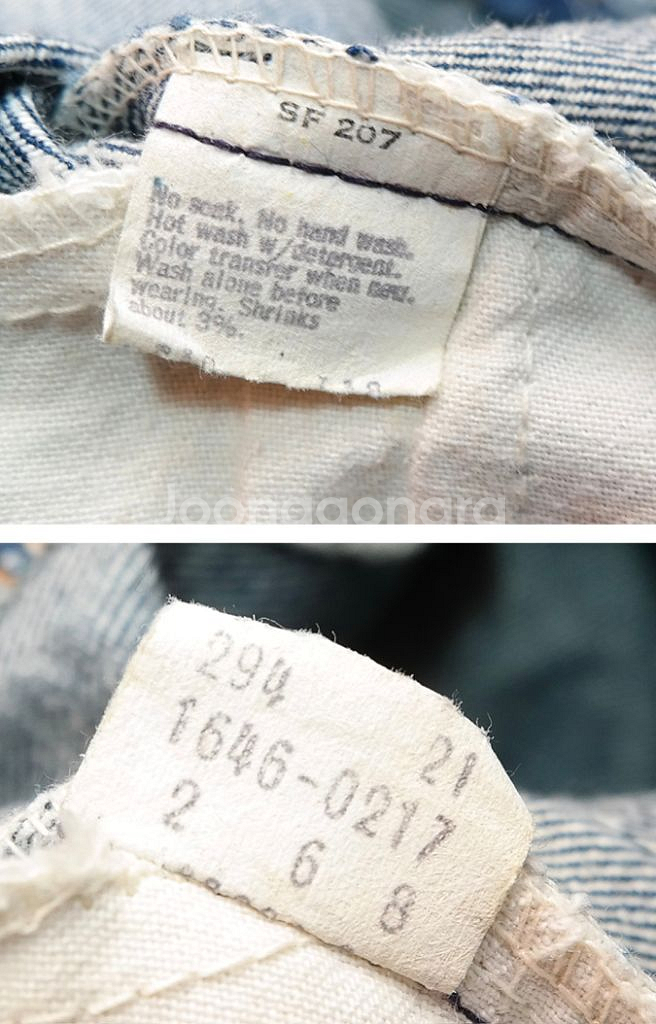 SF 207
No soak. No hand wash.
Hot wash w/detergent.
Color transfer when new.
Wash alone before
wearing. Shrinks
about 3%.
Joonggonara
294
21
1646-0217
2 6 8